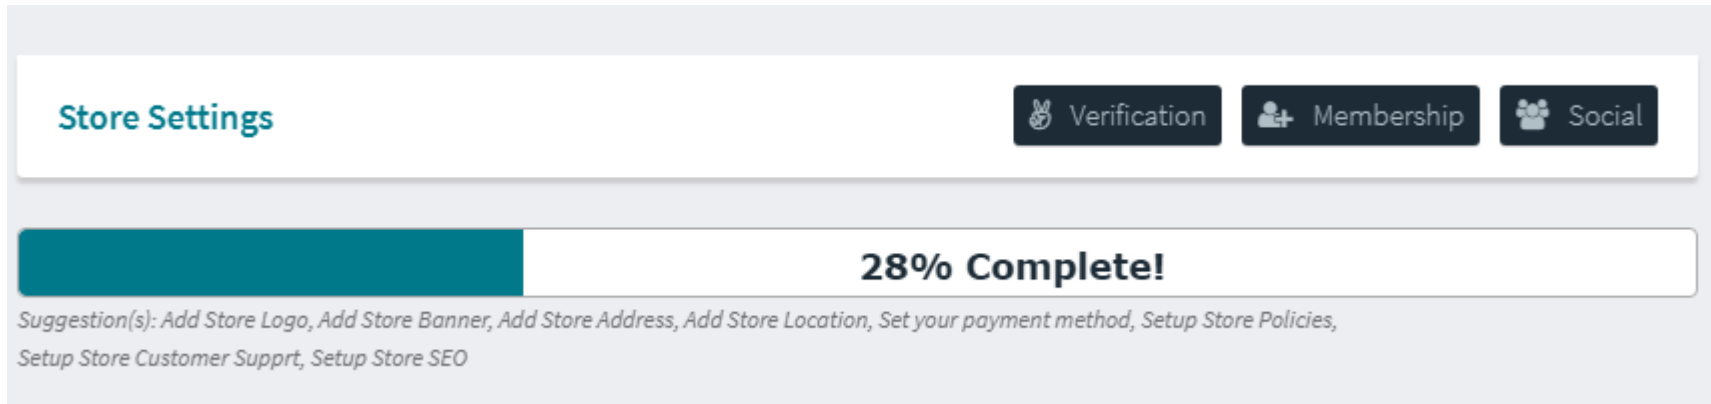 Store Settings
Verification
Membership
Social
28% Complete!
Suggestion(s): Add Store Logo, Add Store Banner, Add Store Address, Add Store Location, Set your payment method, Setup Store Policies,
Setup Store Customer Supprt, Setup Store SEO